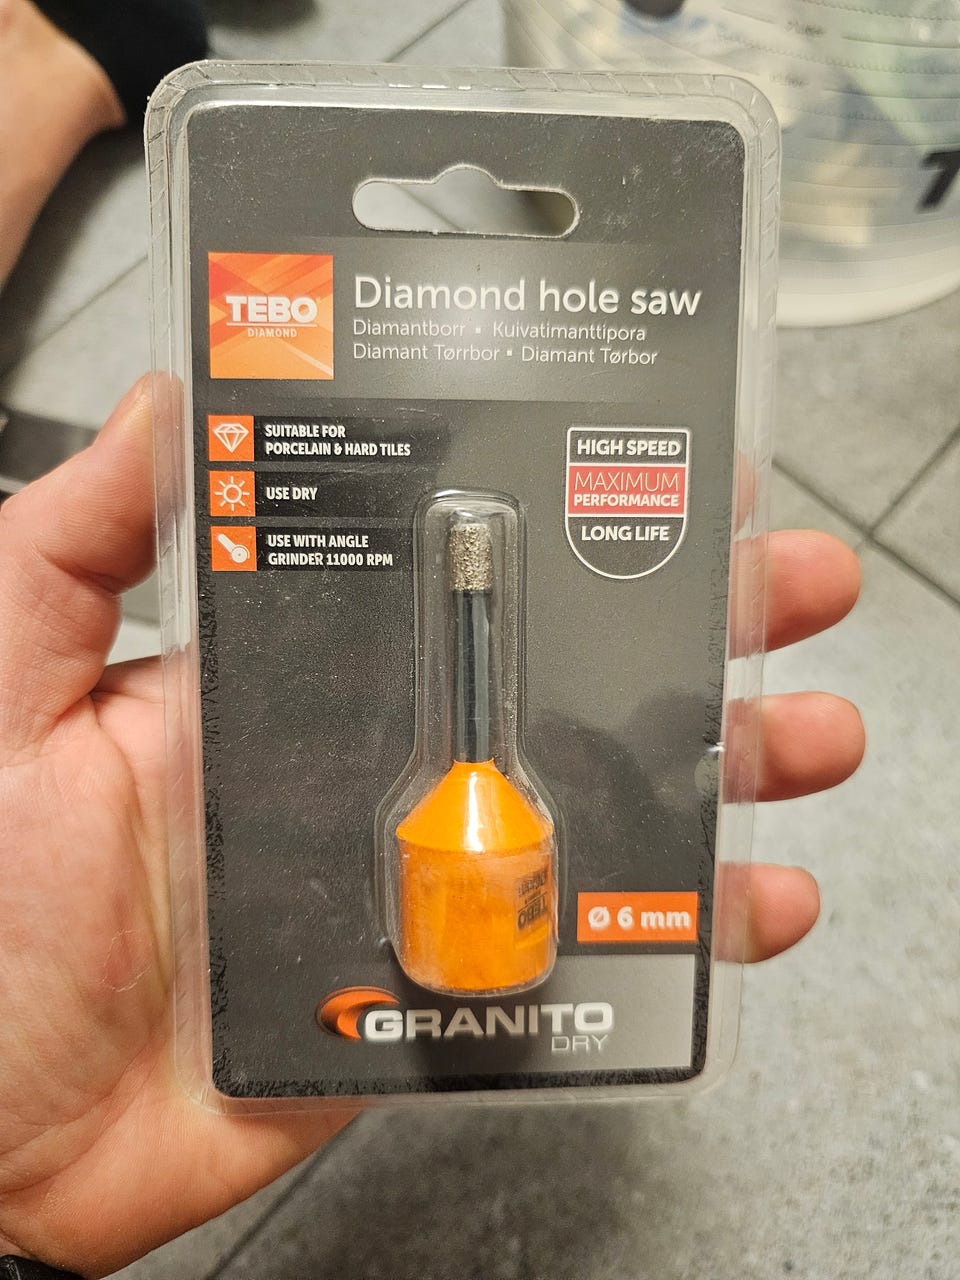 TEBO
DIAMOND
Diamond hole saw
Diamantborr ▪ Kuivatimanttipora
Diamant Tørrbor ▪ Diamant Tørbor
SUITABLE FOR
PORCELAIN & HARD TILES
USE DRY
USE WITH ANGLE
GRINDER 11000 RPM
HIGH SPEED
MAXIMUM
PERFORMANCE
LONG LIFE
TEBO
Ø 6 mm
GRANITO
DRY